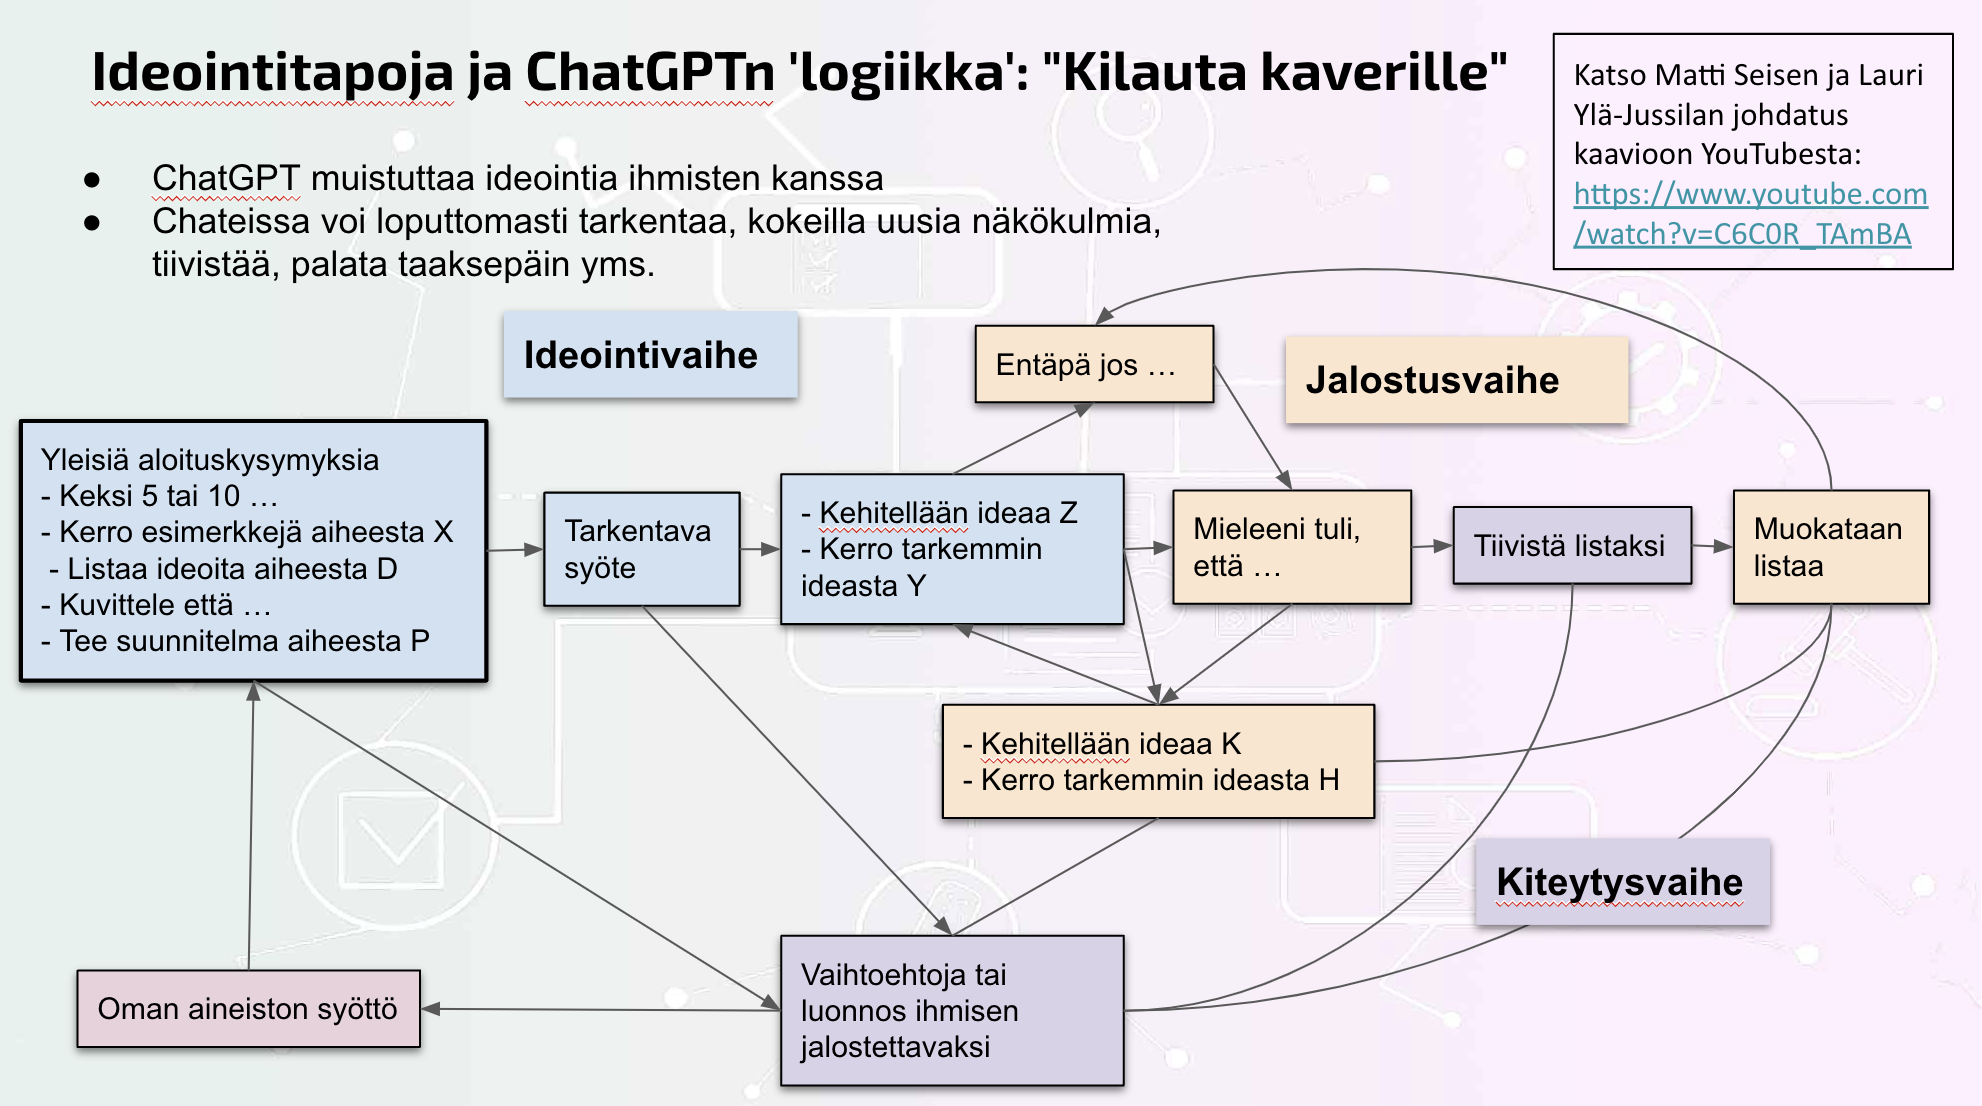 Ideointitapoja ja ChatGPTn 'logiikka': "Kilauta kaverille"
Katso Matti Seisen ja Lauri
Ylä-Jussilan johdatus
kaavioon YouTubesta:
https://www.youtube.com
/watch?v=C6C0R_TAmBA
● ChatGPT muistuttaa ideointia ihmisten kanssa
● Chateissa voi loputtomasti tarkentaa, kokeilla uusia näkökulmia,
tiivistää, palata taaksepäin yms.
Ideointivaihe
Entäpä jos …
Jalostusvaihe
Yleisiä aloituskysymyksia
- Keksi 5 tai 10 …
- Kerro esimerkkejä aiheesta X
- Listaa ideoita aiheesta D
- Kuvittele että …
- Tee suunnitelma aiheesta P
Tarkentava
syöte
- Kehitellään ideaa Z
- Kerro tarkemmin
ideasta Y
Mieleeni tuli,
että …
Tiivistä listaksi
Muokataan
listaa
- Kehitellään ideaa K
- Kerro tarkemmin ideasta H
Kiteytysvaihe
Oman aineiston syöttö
Vaihtoehtoja tai
luonnos ihmisen
jalostettavaksi